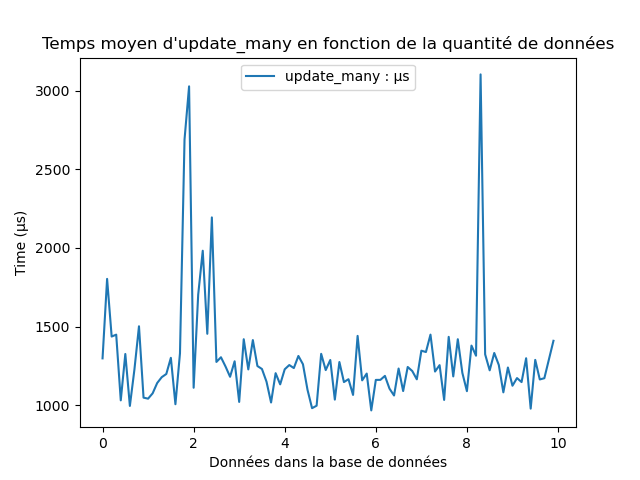 Temps moyen d'update_many en fonction de la quantité de données
update_many : µs
3000
2500
2000
1500
1000
Time (µs)
0 2 4 6 8 10
Données dans la base de données